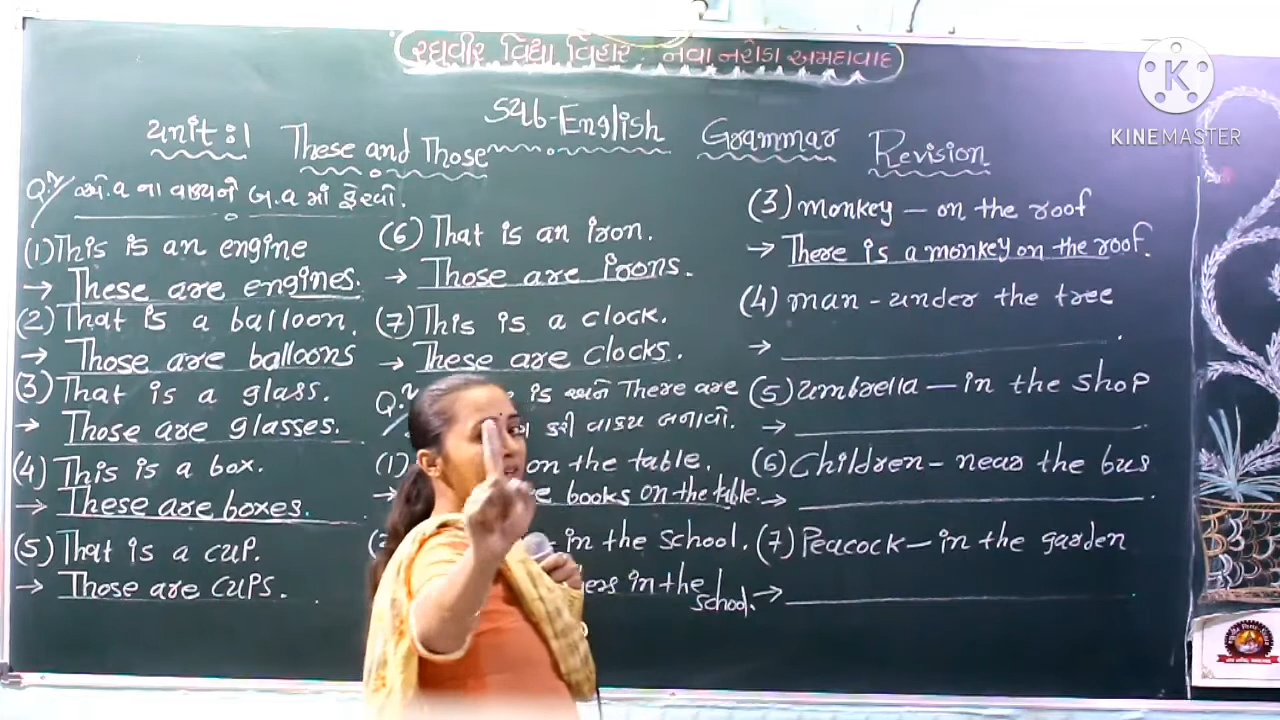 રઘુવીર વિદ્યા વિહાર : નવા નરોડા અમદાવાદ
Sub-English Grammar Revision
Unit : 1 These and Those
Q:1 એ.વ ના વાક્યને બ.વ માં ફેરવો.
(1) This is an engine
→ These are engines.
(2) That is a balloon.
→ Those are balloons
(3) That is a glass.
→ Those are glasses.
(4) This is a box.
→ These are boxes.
(5) That is a cup.
→ Those are cups.
(6) That is an iron.
→ Those are irons.
(7) This is a clock.
→ These are clocks.
Q:2 is અને There are
કરી વાક્ય બનાવો.
(1) on the table.
→ books on the table.
in the school.
in the school.
(3) monkey – on the roof
→ There is a monkey on the roof.
(4) man - under the tree
→ .
(5) umbrella – in the shop
→ .
(6) Children – near the bus
→ .
(7) Peacock – in the garden
→ .
KINEMASTER